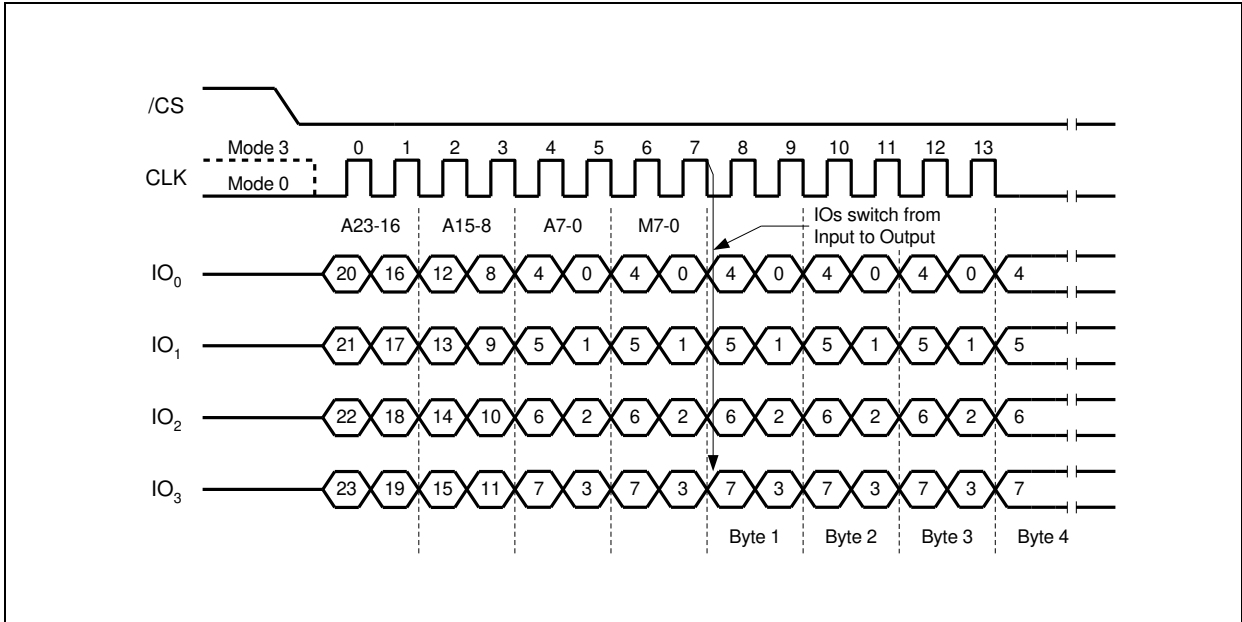 /CS
Mode 3
0 1 2 3 4 5 6 7 8 9 10 11 12 13
CLK
Mode 0
A23-16 A15-8 A7-0 M7-0
IOs switch from
Input to Output
IO0 20 16 12 8 4 0 4 0 4 0 4 0 4 0 4
IO1 21 17 13 9 5 1 5 1 5 1 5 1 5 1 5
IO2 22 18 14 10 6 2 6 2 6 2 6 2 6 2 6
IO3 23 19 15 11 7 3 7 3 7 3 7 3 7 3 7
Byte 1 Byte 2 Byte 3 Byte 4